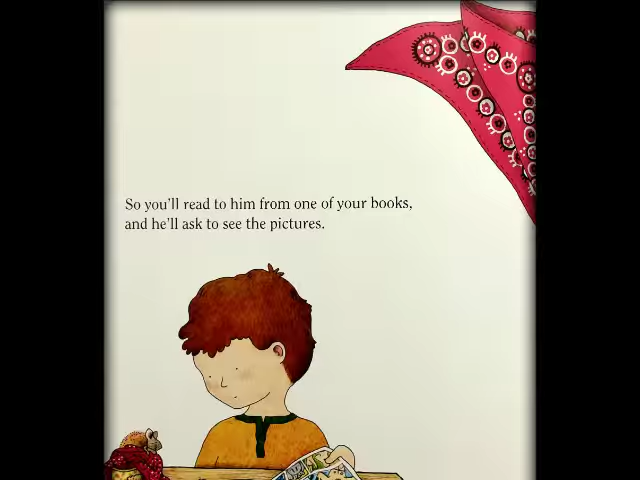 So you'll read to him from one of your books,
and he'll ask to see the pictures.